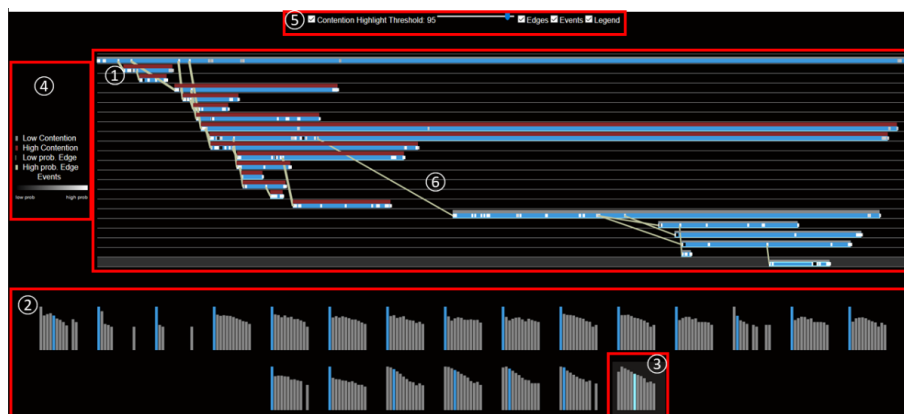 ⑤ Contention Highlight Threshold: 95 Edges Events Legend
①
④
Low Contention
High Contention
Low prob. Edge
High prob. Edge
Events
low prob high prob
⑥
②
③